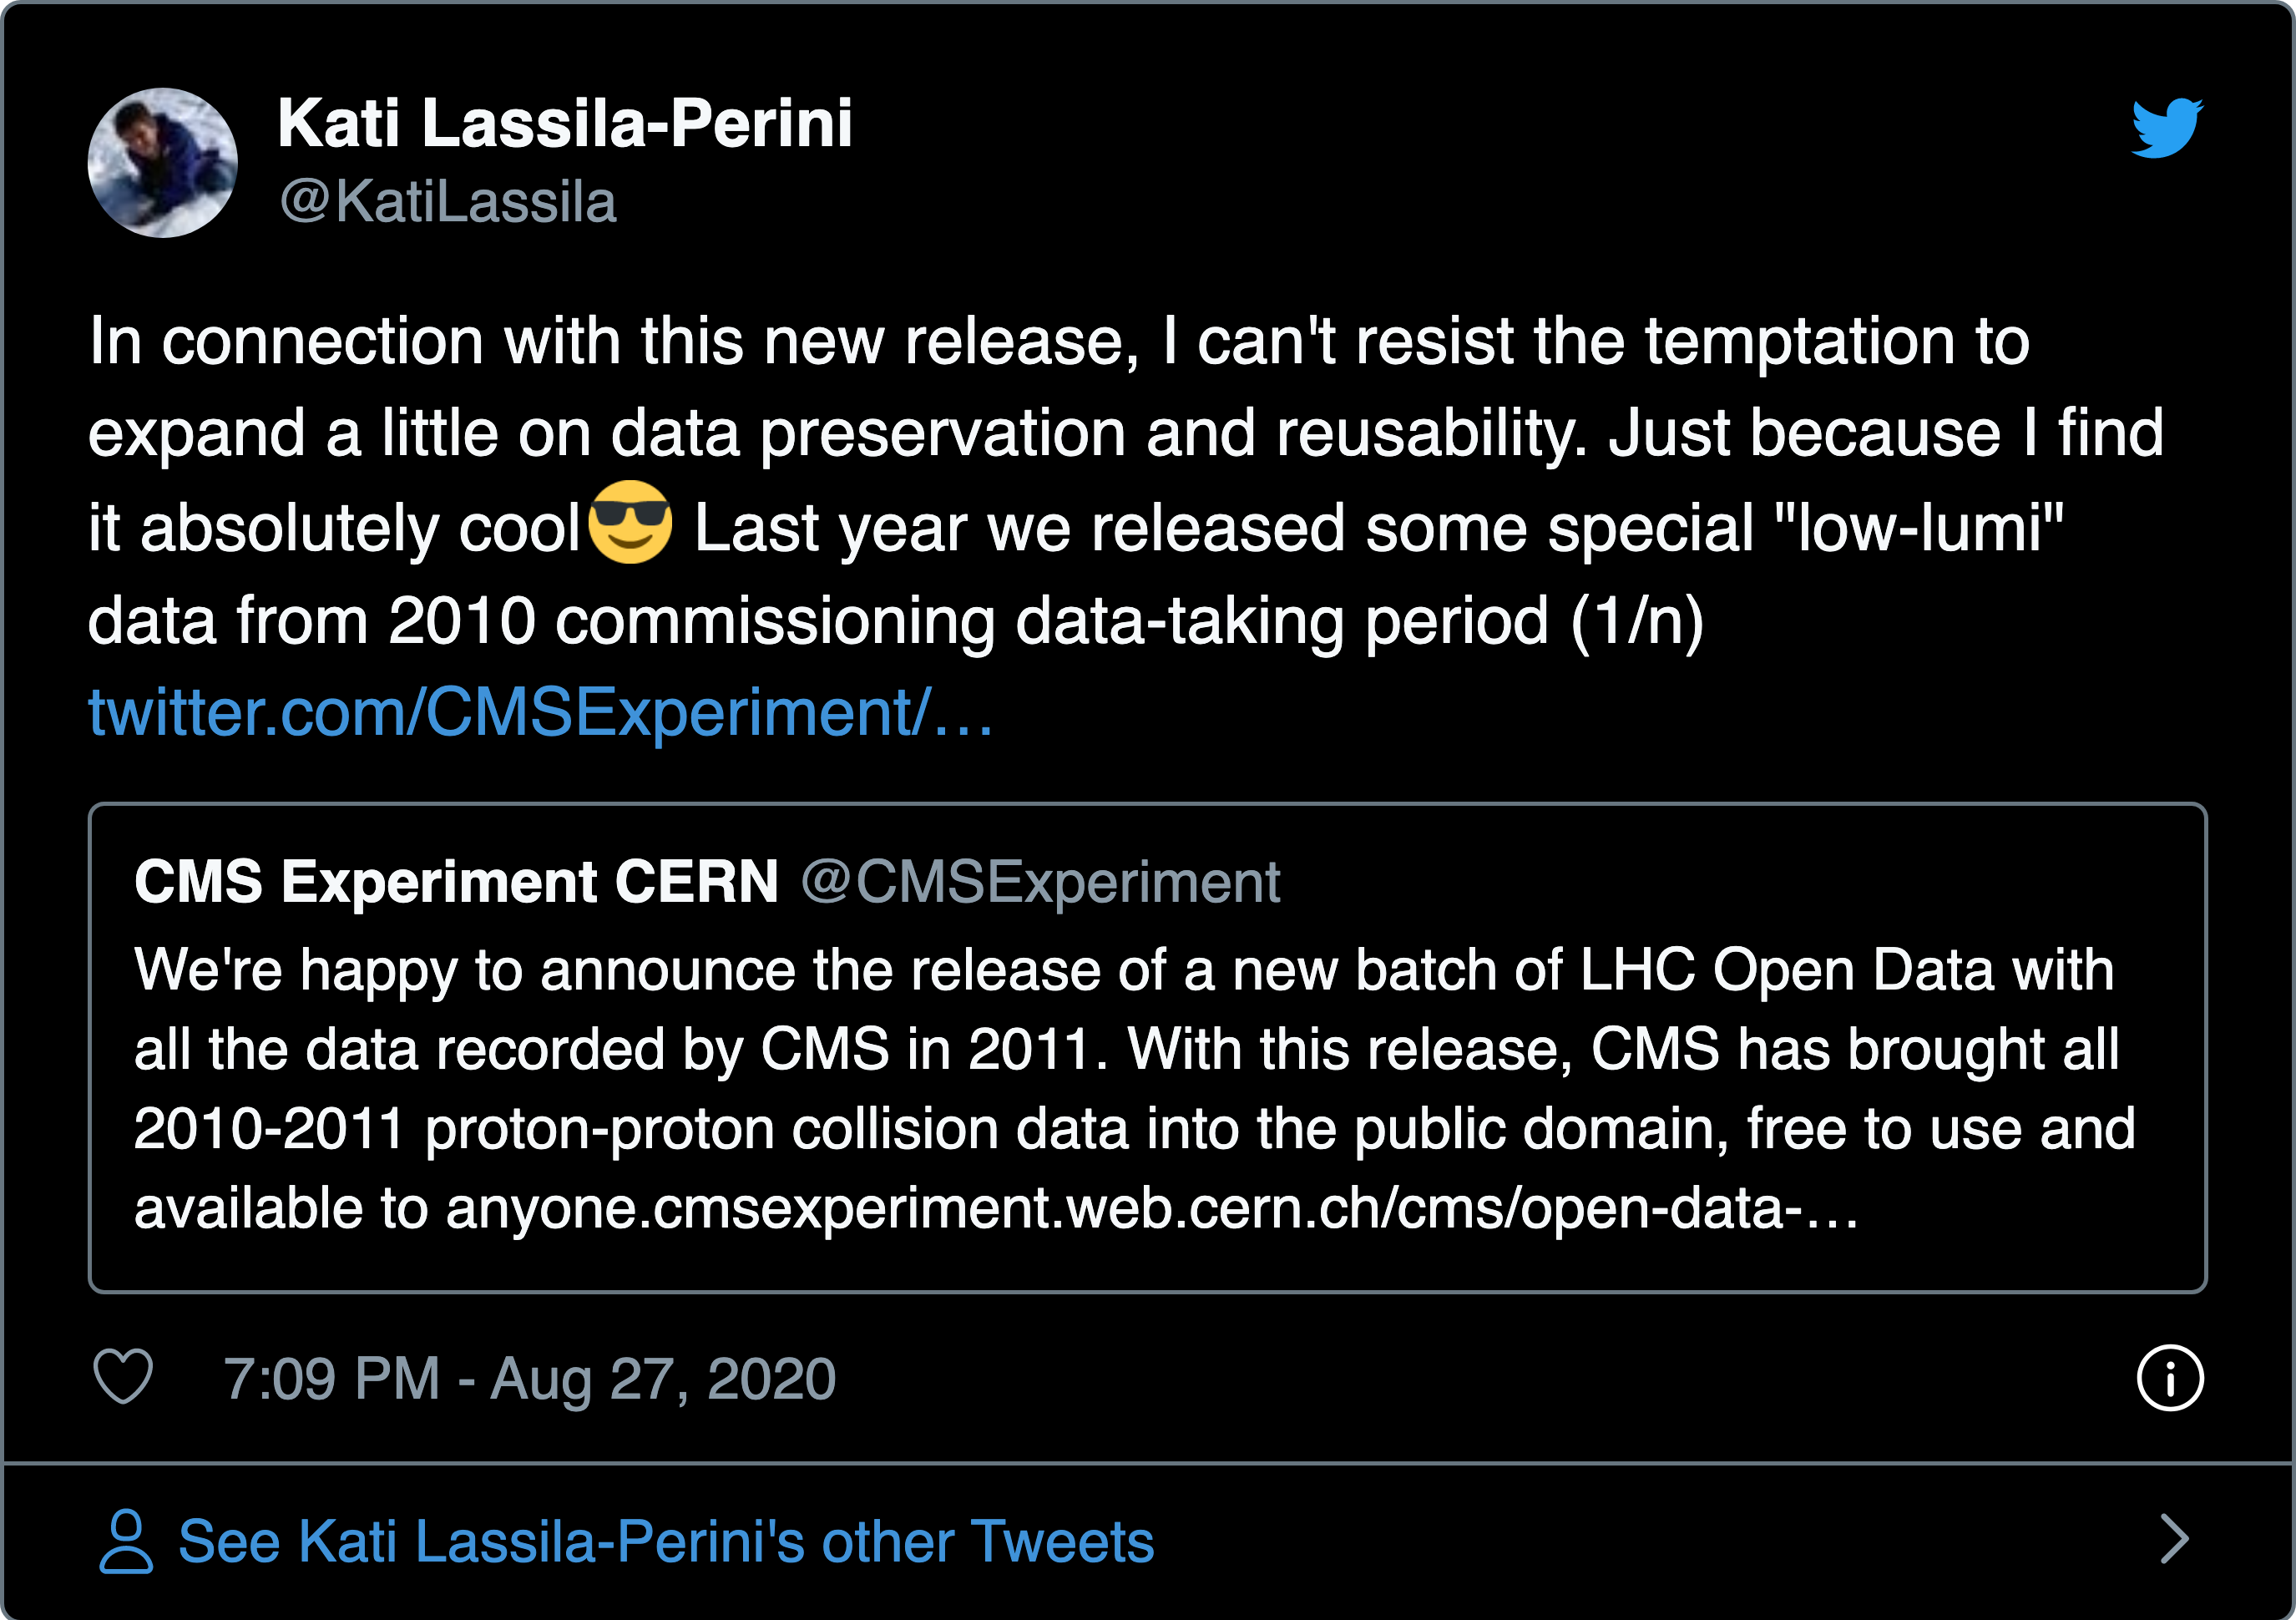 Kati Lassila-Perini
@KatiLassila
In connection with this new release, I can't resist the temptation to
expand a little on data preservation and reusability. Just because I find
it absolutely cool😎 Last year we released some special "low-lumi"
data from 2010 commissioning data-taking period (1/n)
twitter.com/CMSExperiment/…
CMS Experiment CERN @CMSExperiment
We're happy to announce the release of a new batch of LHC Open Data with
all the data recorded by CMS in 2011. With this release, CMS has brought all
2010-2011 proton-proton collision data into the public domain, free to use and
available to anyone.cmsexperiment.web.cern.ch/cms/open-data-…
7:09 PM - Aug 27, 2020
See Kati Lassila-Perini's other Tweets